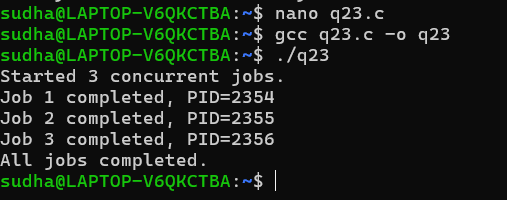 sudha@LAPTOP-V6QKCTBA:~$ nano q23.c
sudha@LAPTOP-V6QKCTBA:~$ gcc q23.c -o q23
sudha@LAPTOP-V6QKCTBA:~$ ./q23
Started 3 concurrent jobs.
Job 1 completed, PID=2354
Job 2 completed, PID=2355
Job 3 completed, PID=2356
All jobs completed.
sudha@LAPTOP-V6QKCTBA:~$